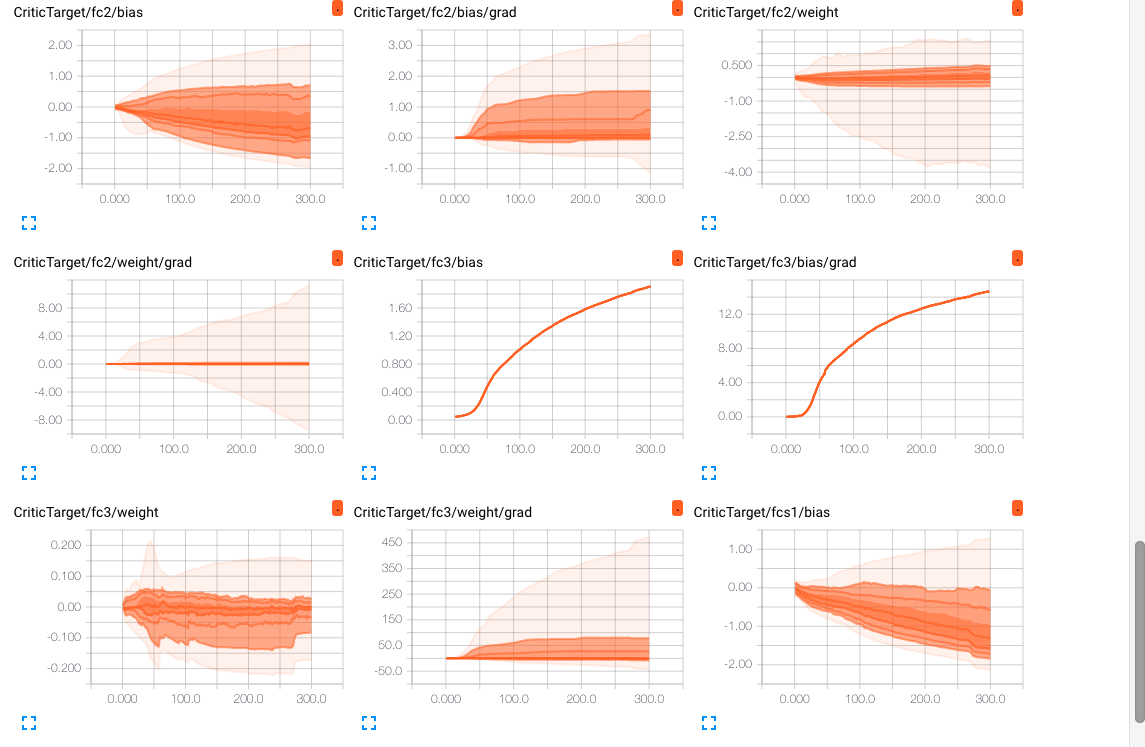 CriticTarget/fc2/bias
CriticTarget/fc2/bias/grad
CriticTarget/fc2/weight
2.00
1.00
0.00
-1.00
-2.00
0.000 100.0 200.0 300.0
3.00
2.00
1.00
0.00
-1.00
0.000 100.0 200.0 300.0
0.500
-1.00
-2.50
-4.00
0.000 100.0 200.0 300.0
CriticTarget/fc2/weight/grad
CriticTarget/fc3/bias
CriticTarget/fc3/bias/grad
8.00
4.00
0.00
-4.00
-8.00
0.000 100.0 200.0 300.0
1.60
1.20
0.800
0.400
0.00
0.000 100.0 200.0 300.0
12.0
8.00
4.00
0.00
0.000 100.0 200.0 300.0
CriticTarget/fc3/weight
CriticTarget/fc3/weight/grad
CriticTarget/fcs1/bias
0.200
0.100
0.00
-0.100
-0.200
0.000 100.0 200.0 300.0
450
350
250
150
50.0
-50.0
0.000 100.0 200.0 300.0
1.00
0.00
-1.00
-2.00
0.000 100.0 200.0 300.0